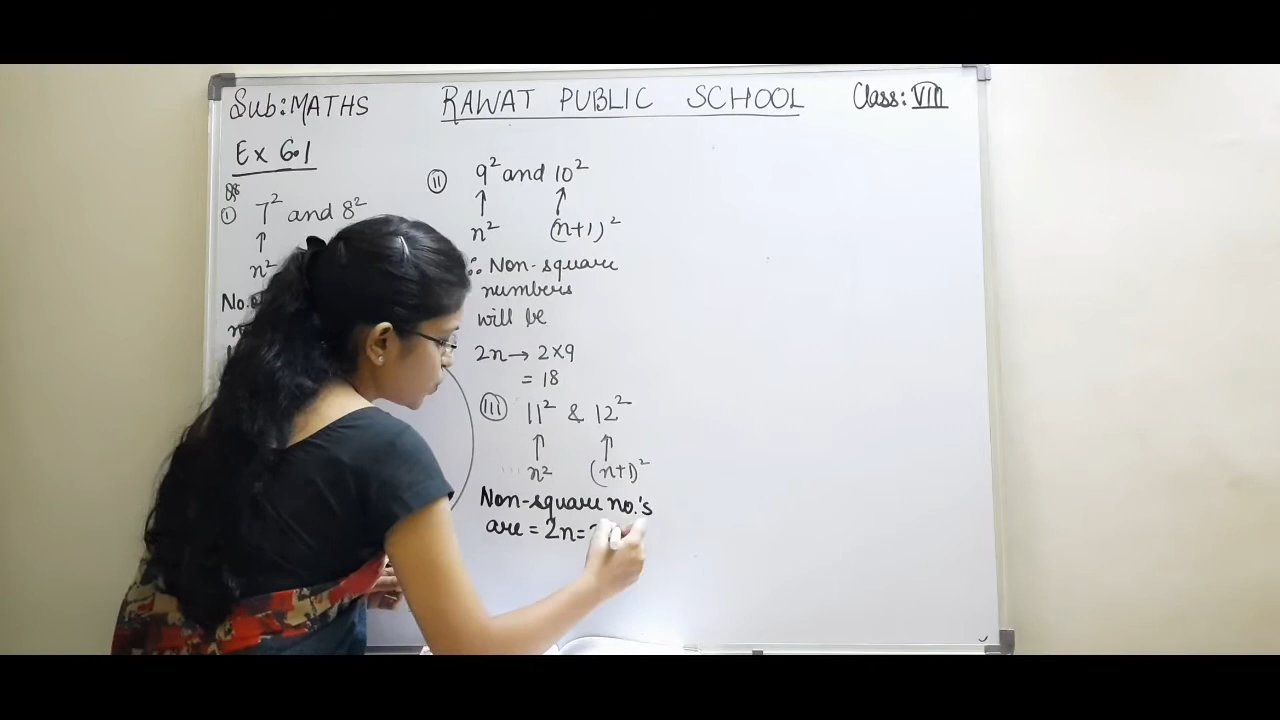 Sub: MATHS
RAWAT PUBLIC SCHOOL
Class: VIII
Ex 6.1
Q8
(i) 7² and 8²
↑
n²
No.
(ii) 9² and 10²
↑ ↑
n² (n+1)²
∴ Non-square
numbers
will be
2n → 2×9
= 18
(iii) 11² & 12²
↑ ↑
n² (n+1)²
Non-square no.'s
are = 2n =